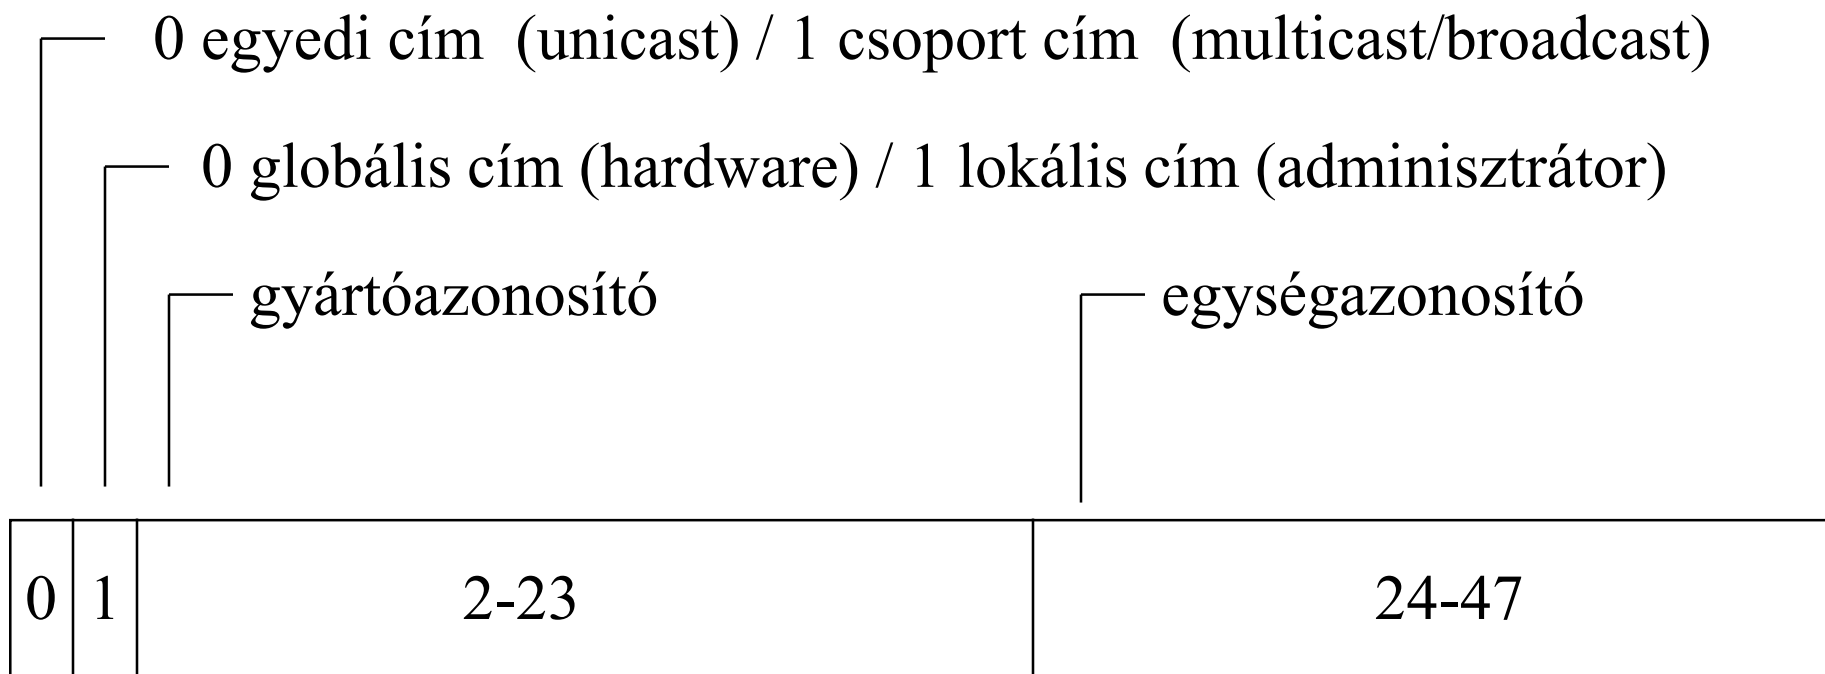 0 egyedi cím (unicast) / 1 csoport cím (multicast/broadcast)
0 globális cím (hardware) / 1 lokális cím (adminisztrátor)
gyártóazonosító egységazonosító
0 1 2-23 24-47